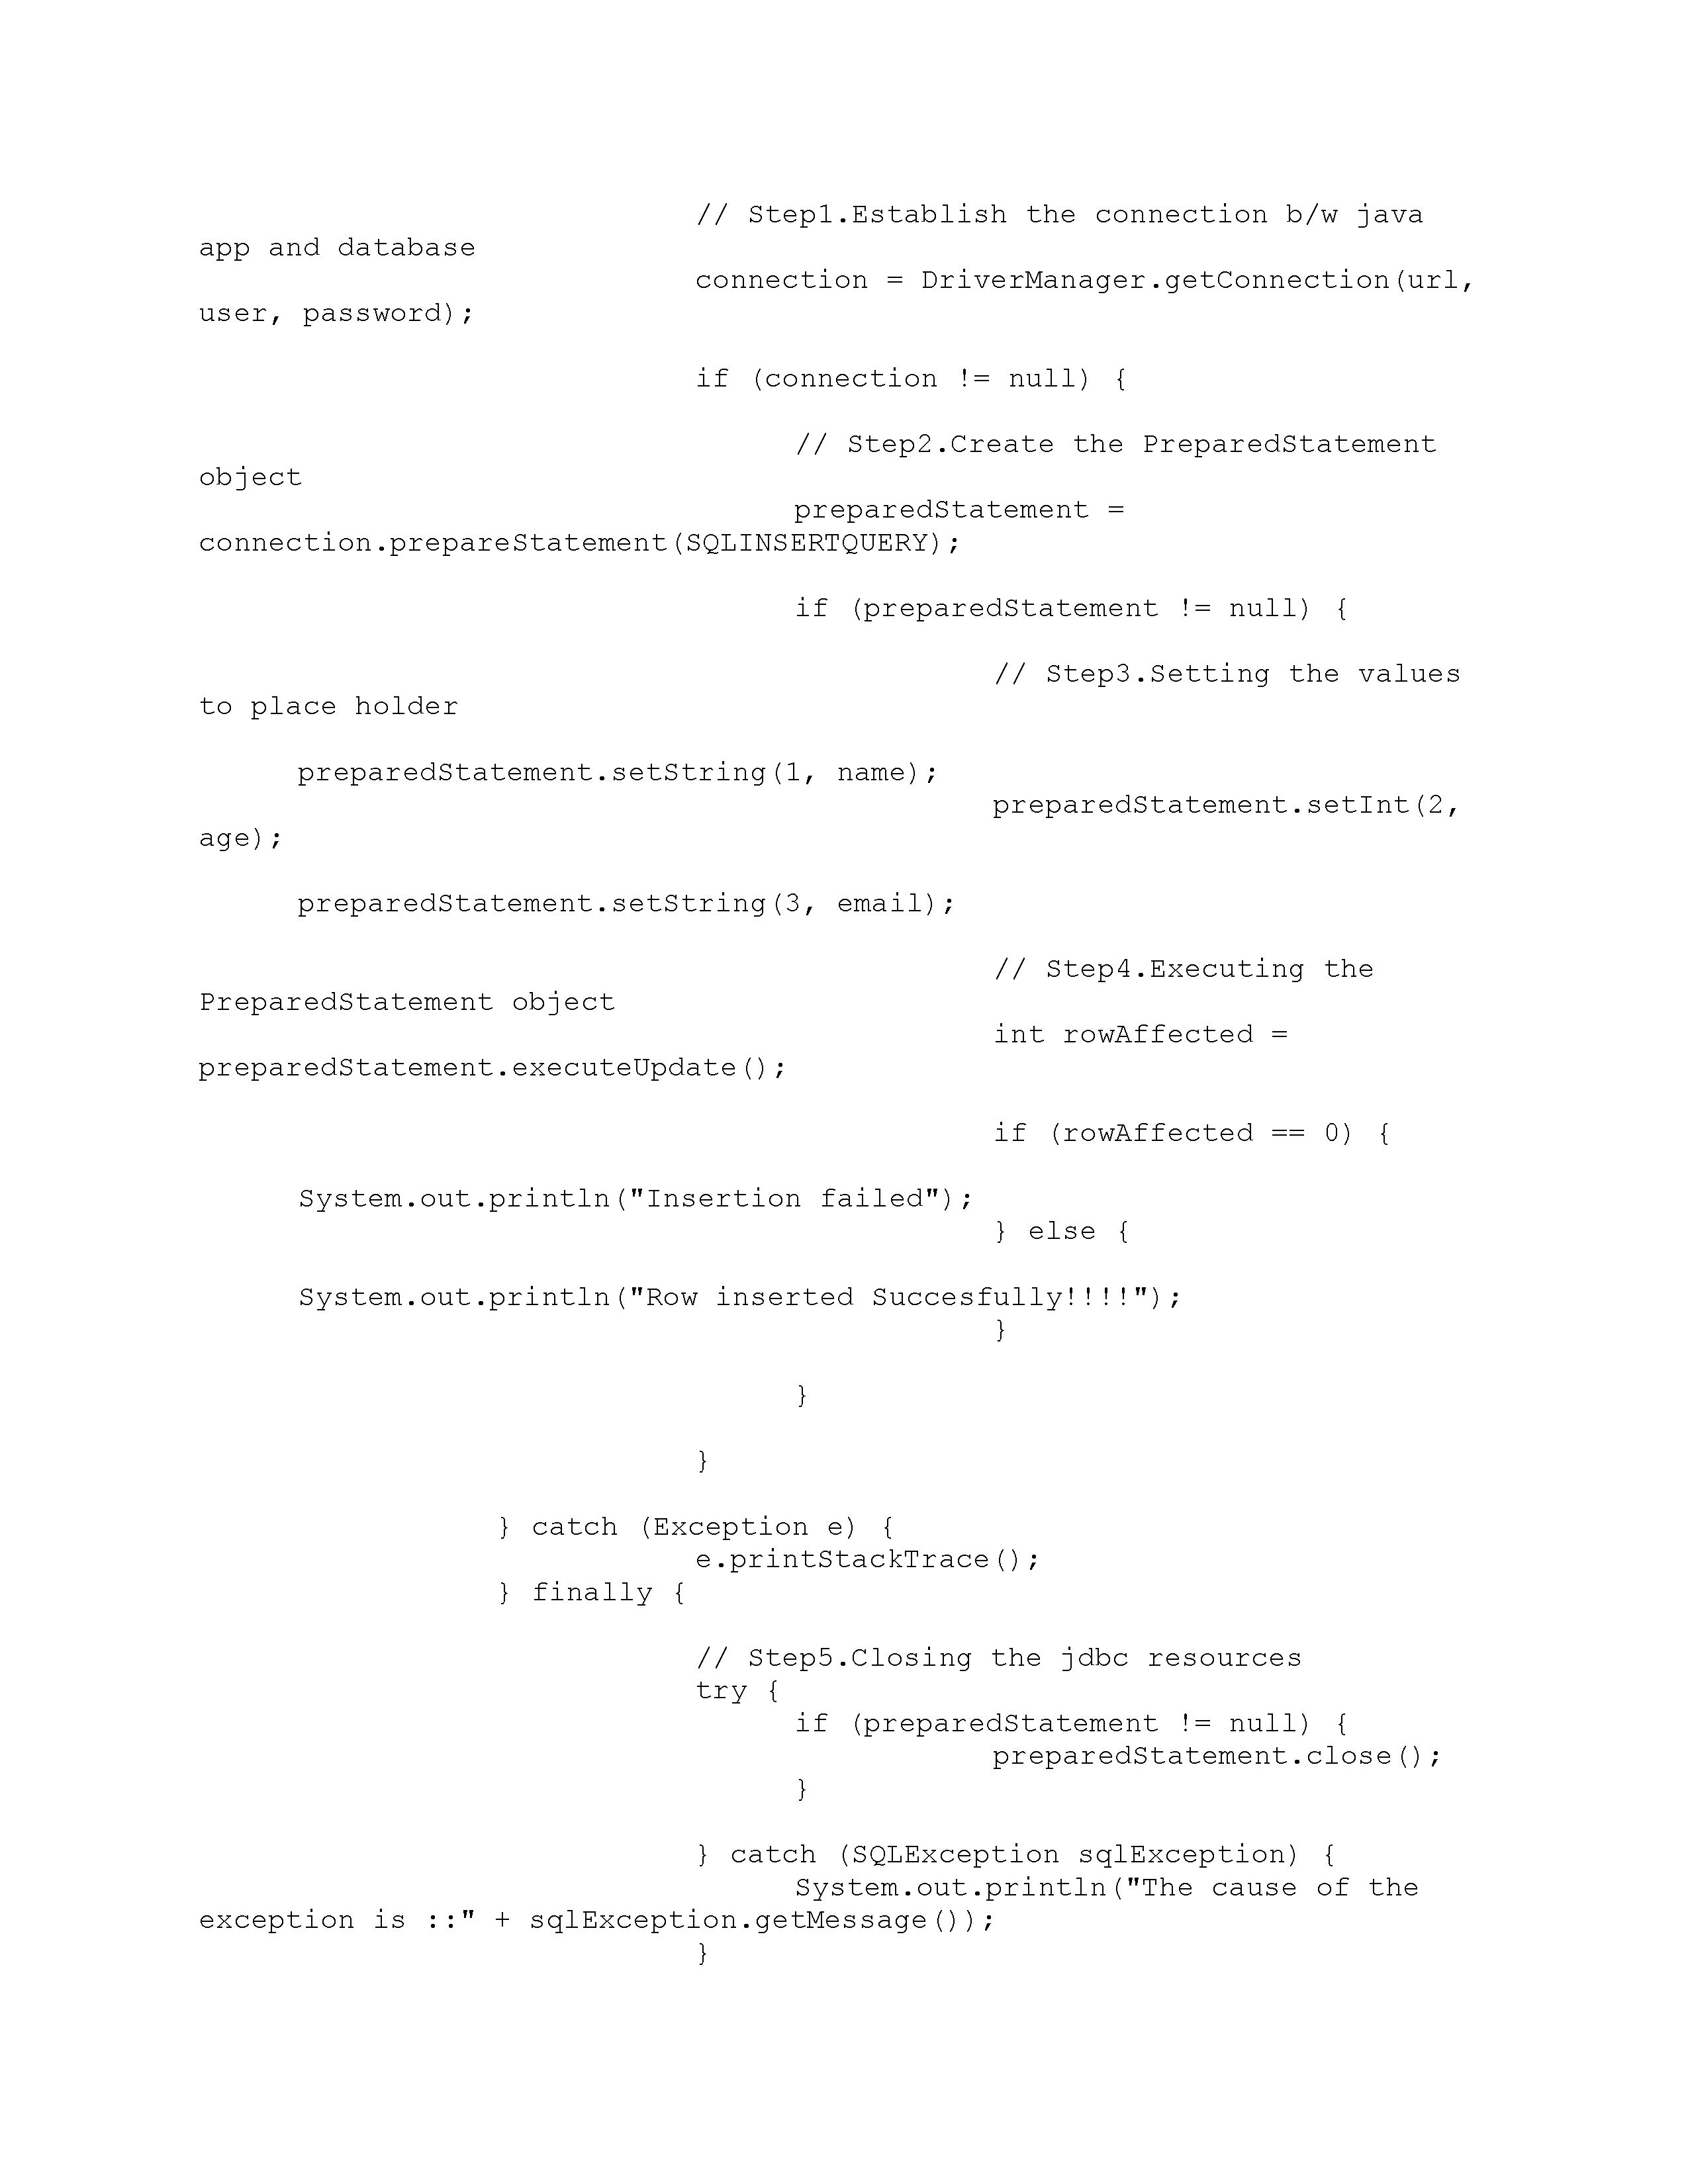 // Step1.Establish the connection b/w java
app and database
connection = DriverManager.getConnection(url,
user, password);
if (connection != null) {
// Step2.Create the PreparedStatement
object
preparedStatement =
connection.prepareStatement(SQLINSERTQUERY);
if (preparedStatement != null) {
// Step3.Setting the values
to place holder
preparedStatement.setString(1, name);
preparedStatement.setInt(2,
age);
preparedStatement.setString(3, email);
// Step4.Executing the
PreparedStatement object
int rowAffected =
preparedStatement.executeUpdate();
if (rowAffected == 0) {
System.out.println("Insertion failed");
} else {
System.out.println("Row inserted Succesfully!!!!");
}
}
}
} catch (Exception e) {
e.printStackTrace();
} finally {
// Step5.Closing the jdbc resources
try {
if (preparedStatement != null) {
preparedStatement.close();
}
} catch (SQLException sqlException) {
System.out.println("The cause of the
exception is ::" + sqlException.getMessage());
}